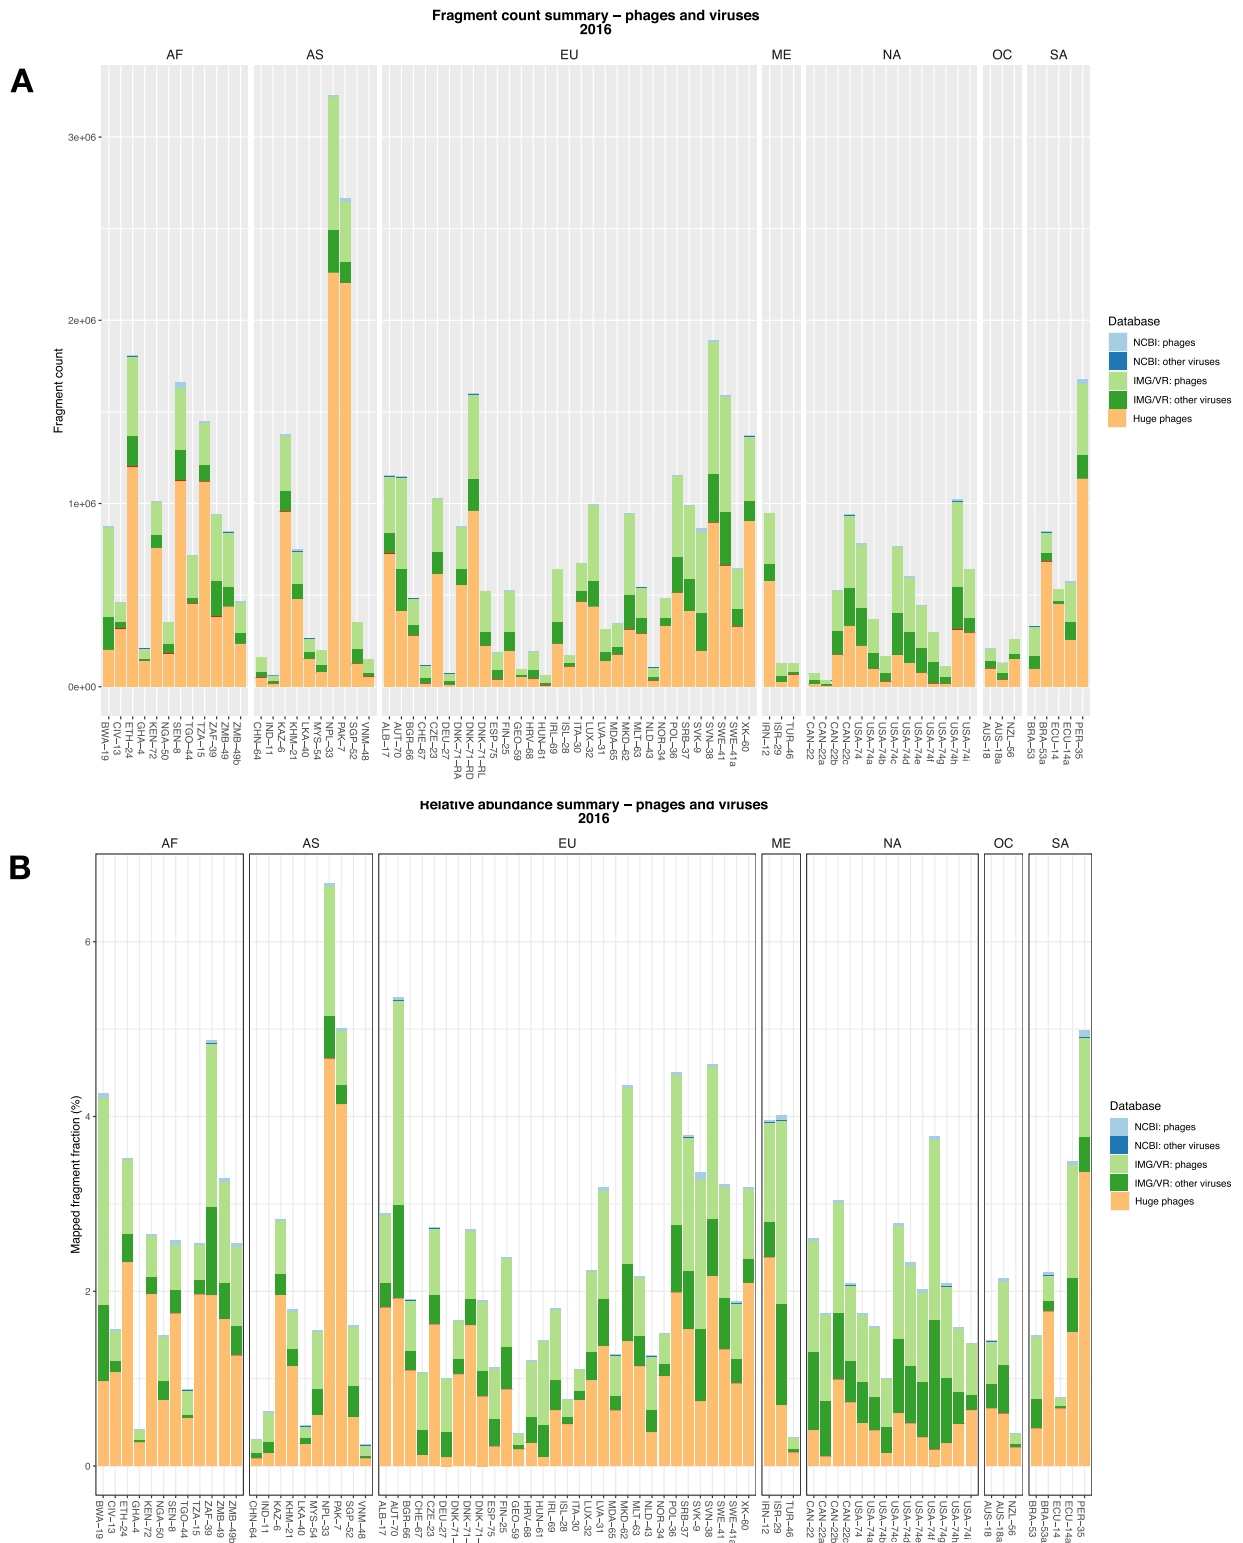 Fragment count summary – phages and viruses
2016
A
AF AS EU ME NA OC SA
Fragment count
3e+06
2e+06
1e+06
0e+00
BWA–19 CIV–13 ETH–24 GHA–4 KEN–72 NGA–50 SEN–8 TGO–44 TZA–15 ZAF–39 ZMB–49 ZMB–49b CHN–64 IND–11 KAZ–6 KHM–21 LKA–40 MYS–54 NPL–33 PAK–7 SGP–52 VNM–48 ALB–17 AUT–70 BGR–66 CHE–67 CZE–23 DEU–27 DNK–71–RA DNK–71–RD DNK–71–RL ESP–75 FIN–25 GEO–59 HRV–68 HUN–61 IRL–69 ISL–28 ITA–30 LUX–32 LVA–31 MDA–65 MKD–62 MLT–63 NLD–43 NOR–34 POL–36 SRB–37 SVK–9 SVN–38 SWE–41 SWE–41a XK–60 IRN–12 ISR–29 TUR–46 CAN–22 CAN–22a CAN–22b CAN–22c USA–74 USA–74a USA–74b USA–74c USA–74d USA–74e USA–74f USA–74g USA–74h USA–74i AUS–18 AUS–18a NZL–56 BRA–53 BRA–53a ECU–14 ECU–14a PER–35
Database
NCBI: phages
NCBI: other viruses
IMG/VR: phages
IMG/VR: other viruses
Huge phages
Relative abundance summary – phages and viruses
2016
B
AF AS EU ME NA OC SA
Mapped fragment fraction (%)
6
4
2
0
BWA–19 CIV–13 ETH–24 GHA–4 KEN–72 NGA–50 SEN–8 TGO–44 TZA–15 ZAF–39 ZMB–49 ZMB–49b CHN–64 IND–11 KAZ–6 KHM–21 LKA–40 MYS–54 NPL–33 PAK–7 SGP–52 VNM–48 ALB–17 AUT–70 BGR–66 CHE–67 CZE–23 DEU–27 DNK–71– DNK–71– DNK–71– ESP–75 FIN–25 GEO–59 HRV–68 HUN–61 IRL–69 ISL–28 ITA–30 LUX–32 LVA–31 MDA–65 MKD–62 MLT–63 NLD–43 NOR–34 POL–36 SRB–37 SVK–9 SVN–38 SWE–41 SWE–41a XK–60 IRN–12 ISR–29 TUR–46 CAN–22 CAN–22a CAN–22b CAN–22c USA–74 USA–74a USA–74b USA–74c USA–74d USA–74e USA–74f USA–74g USA–74h USA–74i AUS–18 AUS–18a NZL–56 BRA–53 BRA–53a ECU–14 ECU–14a PER–35
Database
NCBI: phages
NCBI: other viruses
IMG/VR: phages
IMG/VR: other viruses
Huge phages